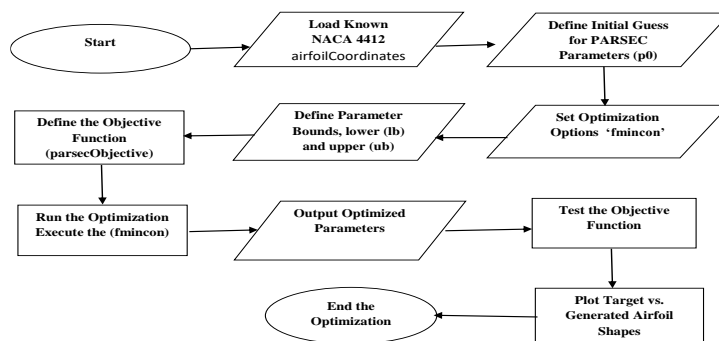 Start
Load Known
NACA 4412
airfoilCoordinates
Define Initial Guess
for PARSEC
Parameters (p0)
Set Optimization
Options ‘fmincon’
Define Parameter
Bounds, lower (lb)
and upper (ub)
Define the Objective
Function
(parsecObjective)
Run the Optimization
Execute the (fmincon)
Output Optimized
Parameters
Test the Objective
Function
Plot Target vs.
Generated Airfoil
Shapes
End the
Optimization